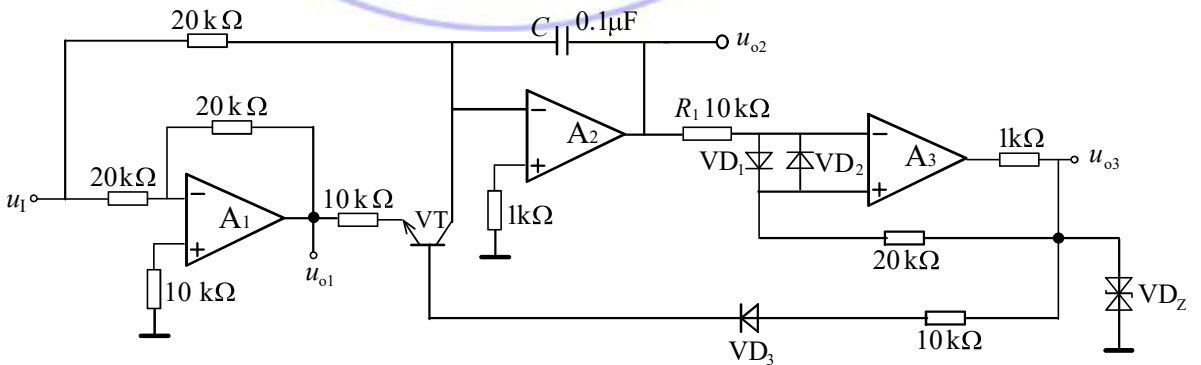 20 kΩ
C 0.1μF
u_o2
20 kΩ
R₁ 10 kΩ
A₂
1kΩ
A₃
u_o3
VD₁
VD₂
20kΩ
u_I
A₁
10 kΩ
VT
1kΩ
10 kΩ
u_o1
20 kΩ
VD_Z
VD₃
10 kΩ